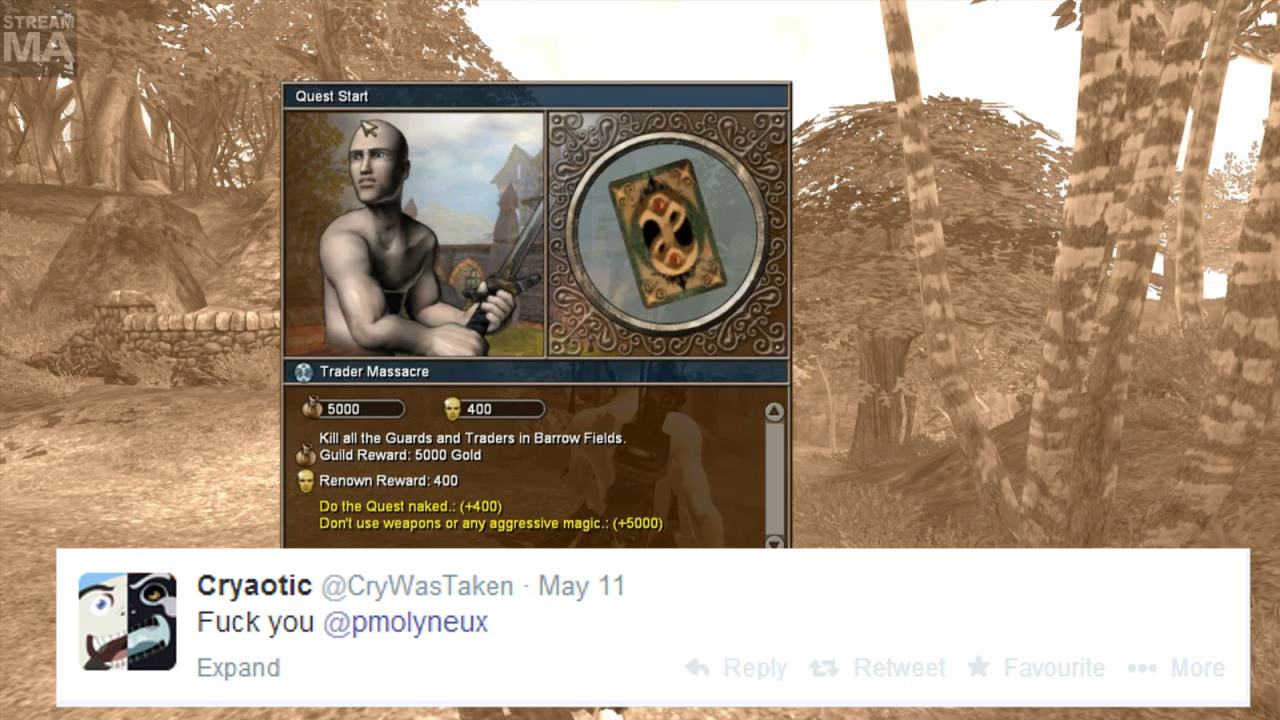 STREAM
MA
Quest Start
Trader Massacre
5000 400
Kill all the Guards and Traders in Barrow Fields.
Guild Reward: 5000 Gold
Renown Reward: 400
Do the Quest naked.: (+400)
Don't use weapons or any aggressive magic.: (+5000)
Cryaotic @CryWasTaken · May 11
Fuck you @pmolyneux
Expand Reply Retweet Favourite More